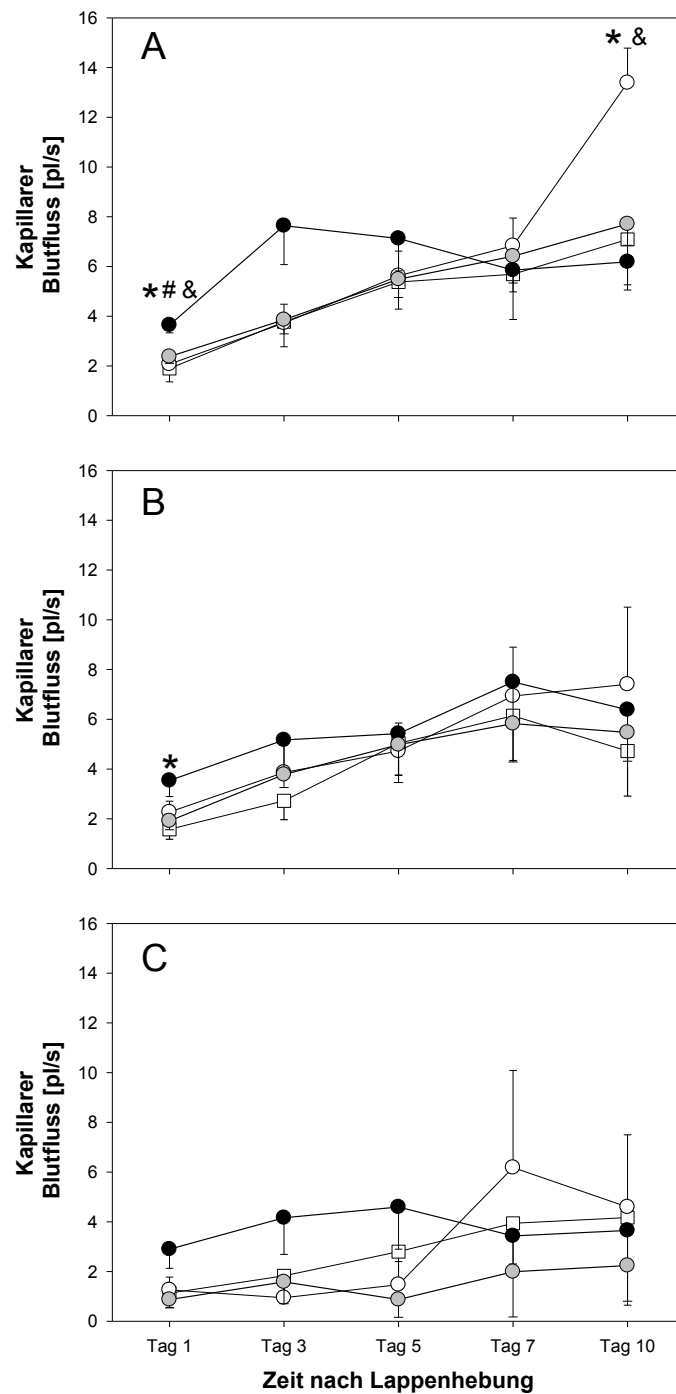 16
14
12
10
8
6
4
2
0
Kapillarer
Blutfluss [pl/s]
A
* # &
* &
16
14
12
10
8
6
4
2
0
Kapillarer
Blutfluss [pl/s]
B
*
16
14
12
10
8
6
4
2
0
Kapillarer
Blutfluss [pl/s]
C
Tag 1 Tag 3 Tag 5 Tag 7 Tag 10
Zeit nach Lappenhebung